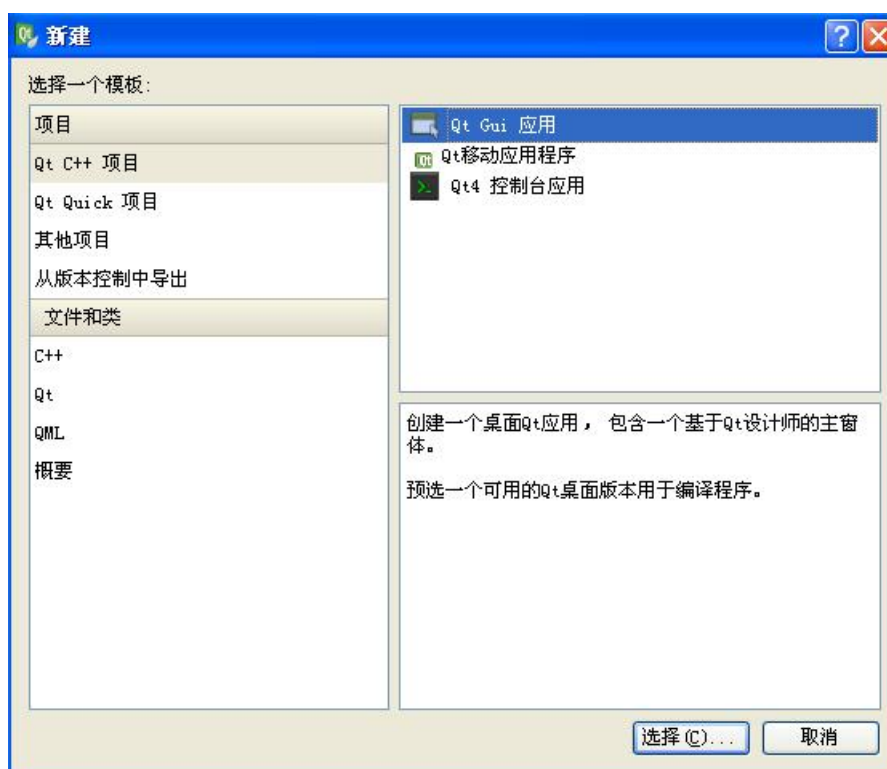 新建
选择一个模板:
项目
Qt C++ 项目
Qt Quick 项目
其他项目
从版本控制中导出
文件和类
C++
Qt
QML
概要
Qt Gui 应用
Qt移动应用程序
Qt4 控制台应用
创建一个桌面Qt应用， 包含一个基于Qt设计师的主窗
体。
预选一个可用的Qt桌面版本用于编译程序。
选择(C)...
取消